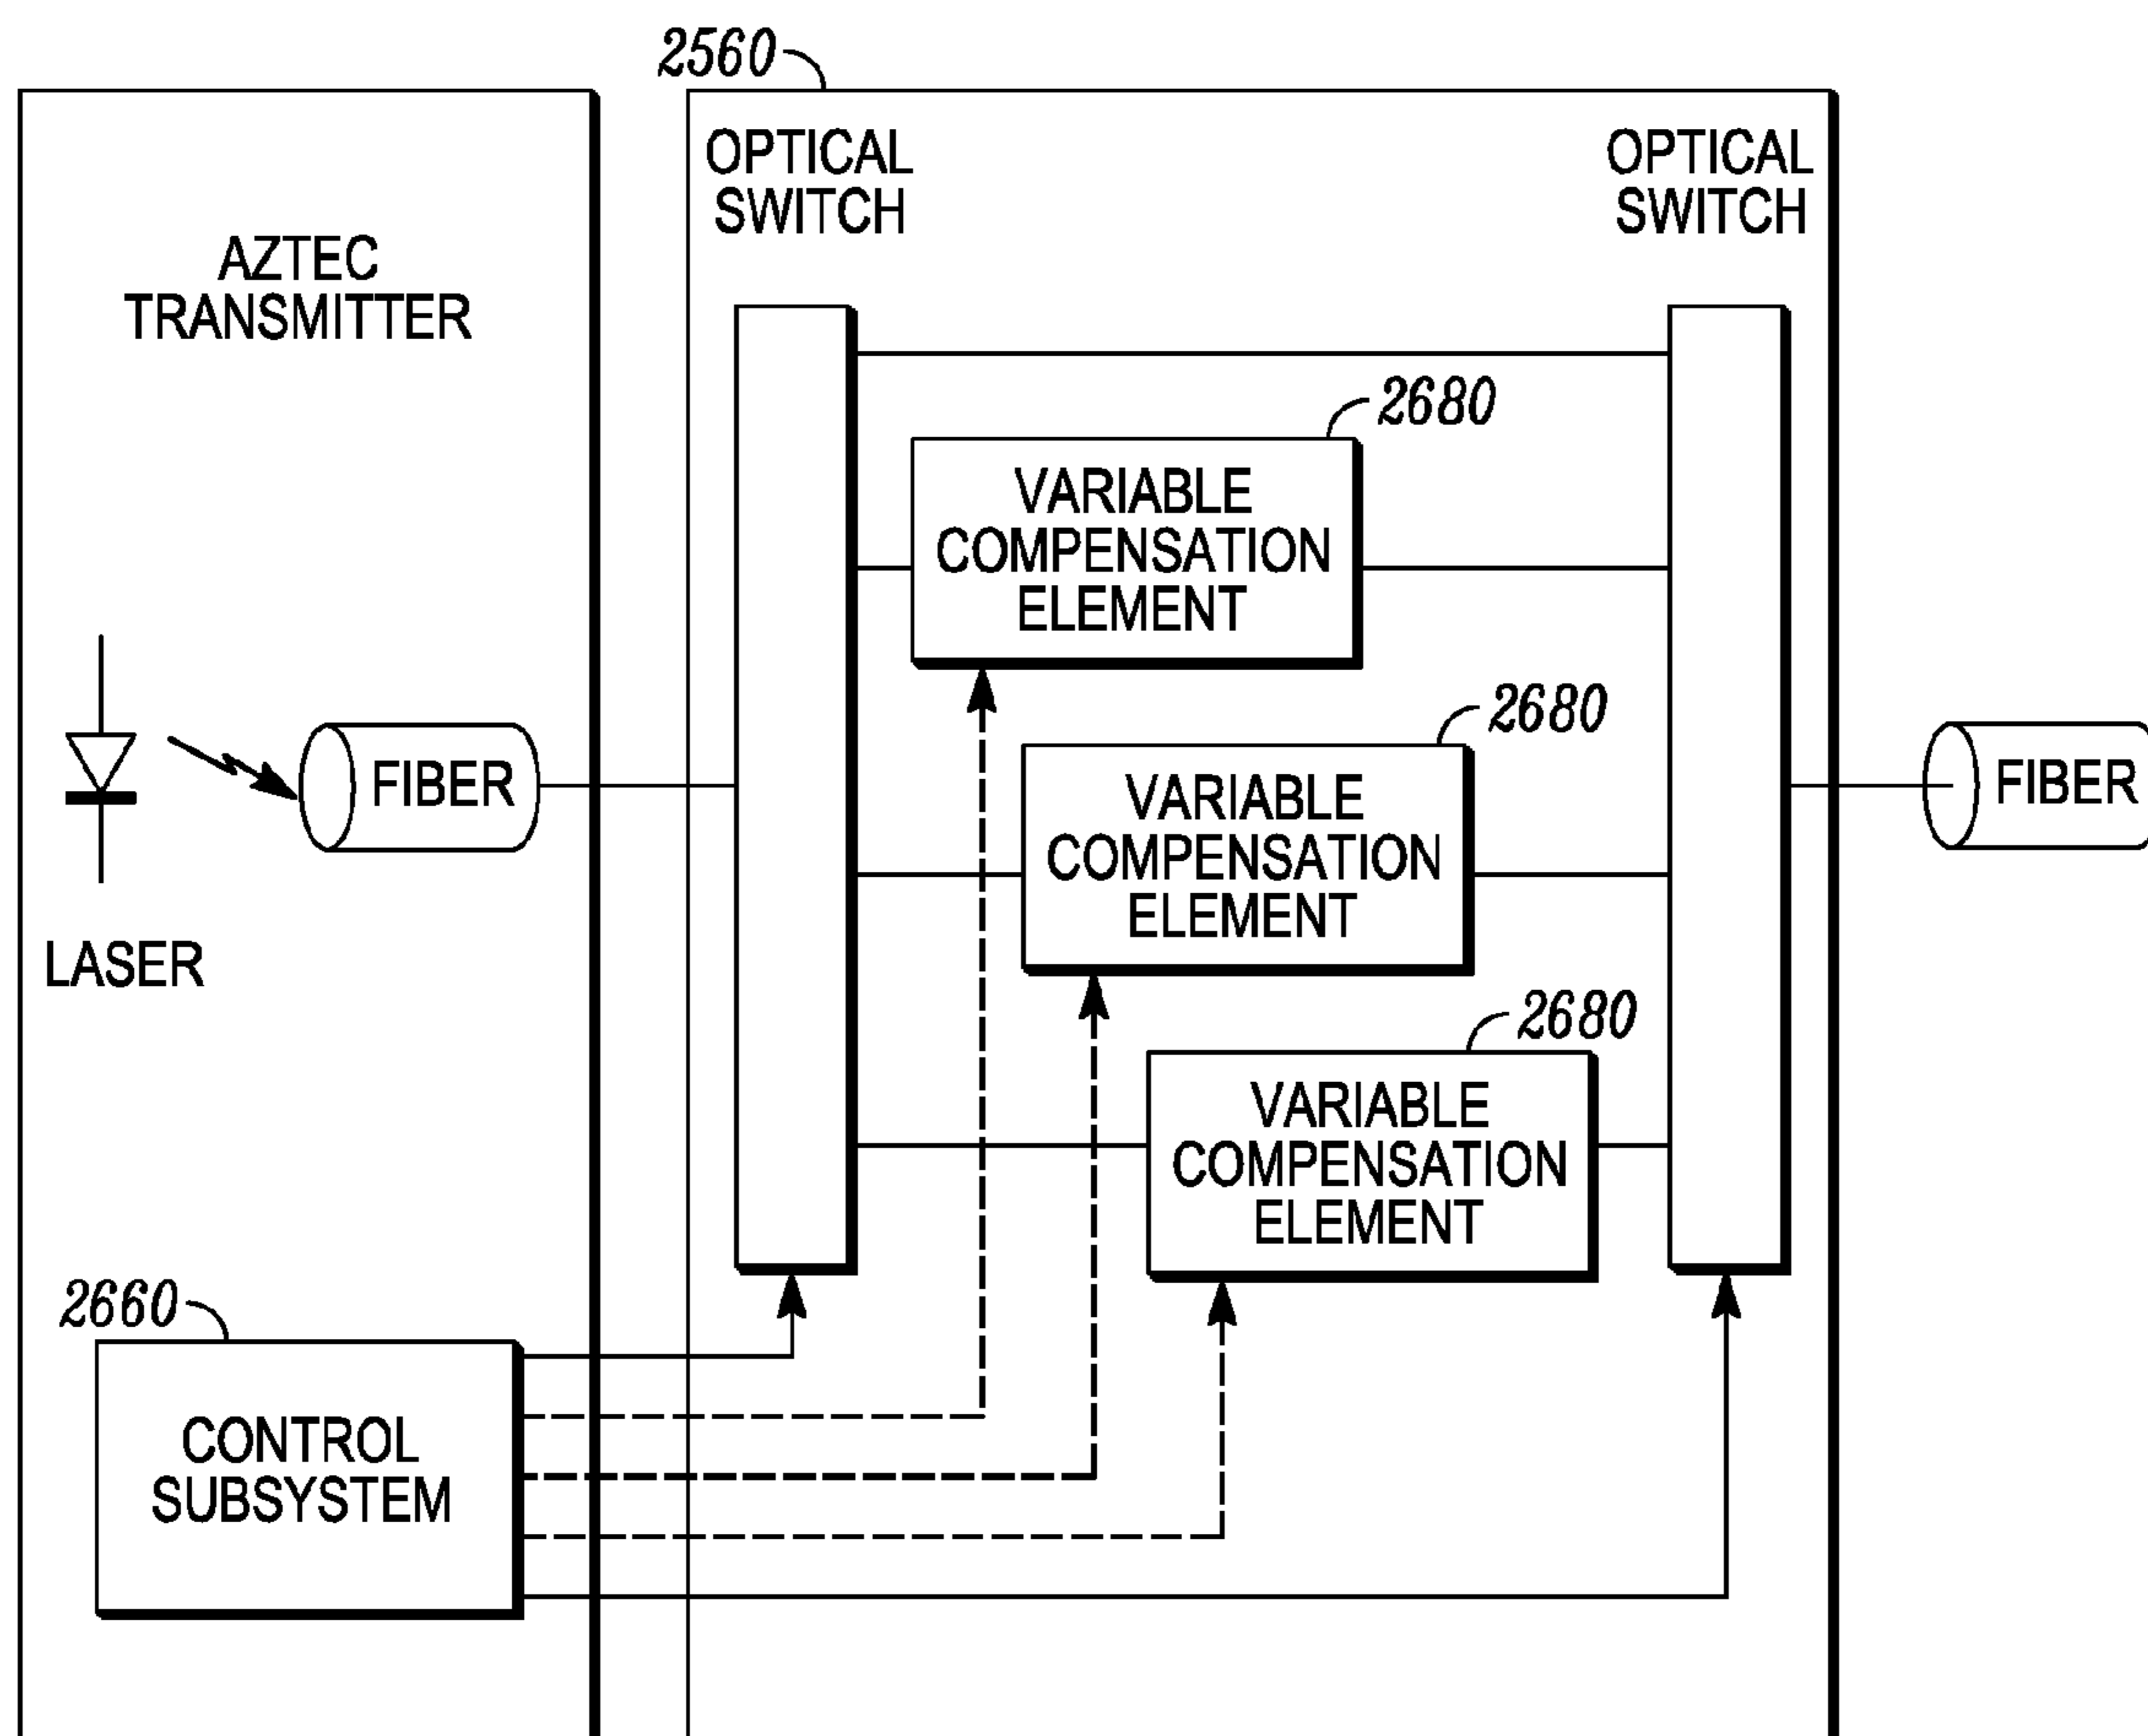 2560
OPTICAL
SWITCH
OPTICAL
SWITCH
AZTEC
TRANSMITTER
2680
VARIABLE
COMPENSATION
ELEMENT
2680
VARIABLE
COMPENSATION
ELEMENT
FIBER
FIBER
LASER
2680
VARIABLE
COMPENSATION
ELEMENT
2660
CONTROL
SUBSYSTEM